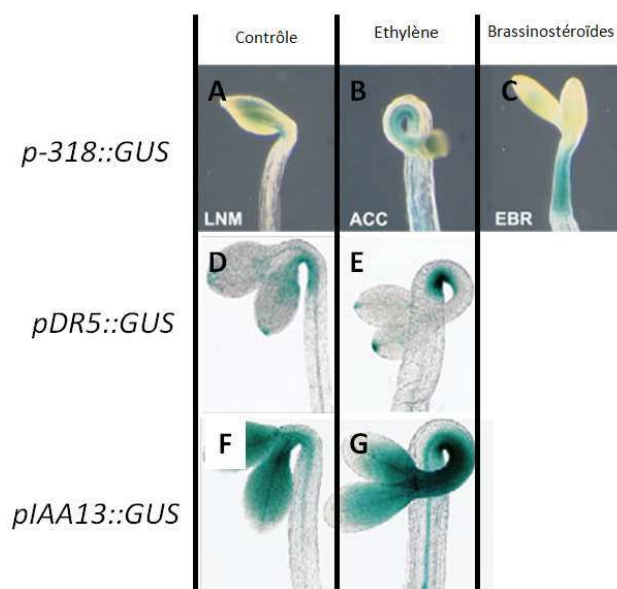 Contrôle Ethylène Brassinostéroïdes
p-318::GUS
A B C
LNM ACC EBR
pDR5::GUS
D E
pIAA13::GUS
F G